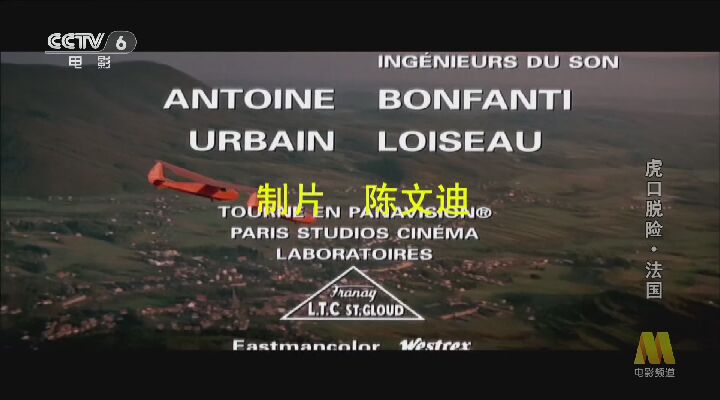 CCTV 6
电影
INGÉNIEURS DU SON
ANTOINE BONFANTI
URBAIN LOISEAU
制片 陈文迪
TOURNÉ EN PANAVISION®
PARIS STUDIOS CINÉMA
LABORATOIRES
Franay
L.T.C ST:CLOUD
Eastmancolor Westrex
虎口脱险·法国
电影频道